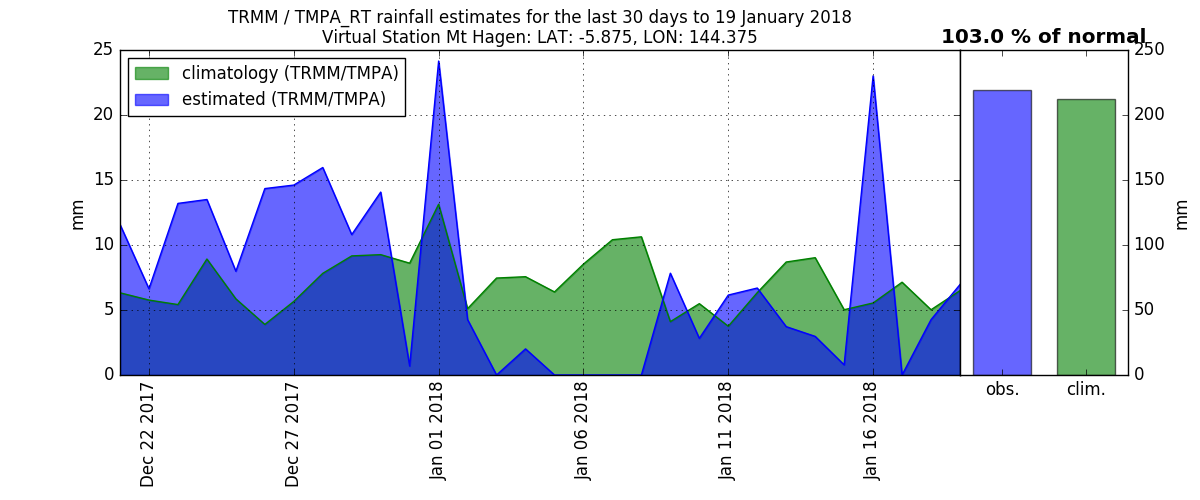 TRMM / TMPA_RT rainfall estimates for the last 30 days to 19 January 2018
Virtual Station Mt Hagen: LAT: -5.875, LON: 144.375
103.0 % of normal
climatology (TRMM/TMPA)
estimated (TRMM/TMPA)
25
20
15
10
5
0
mm
250
200
150
100
50
0
mm
Dec 22 2017
Dec 27 2017
Jan 01 2018
Jan 06 2018
Jan 11 2018
Jan 16 2018
obs.
clim.